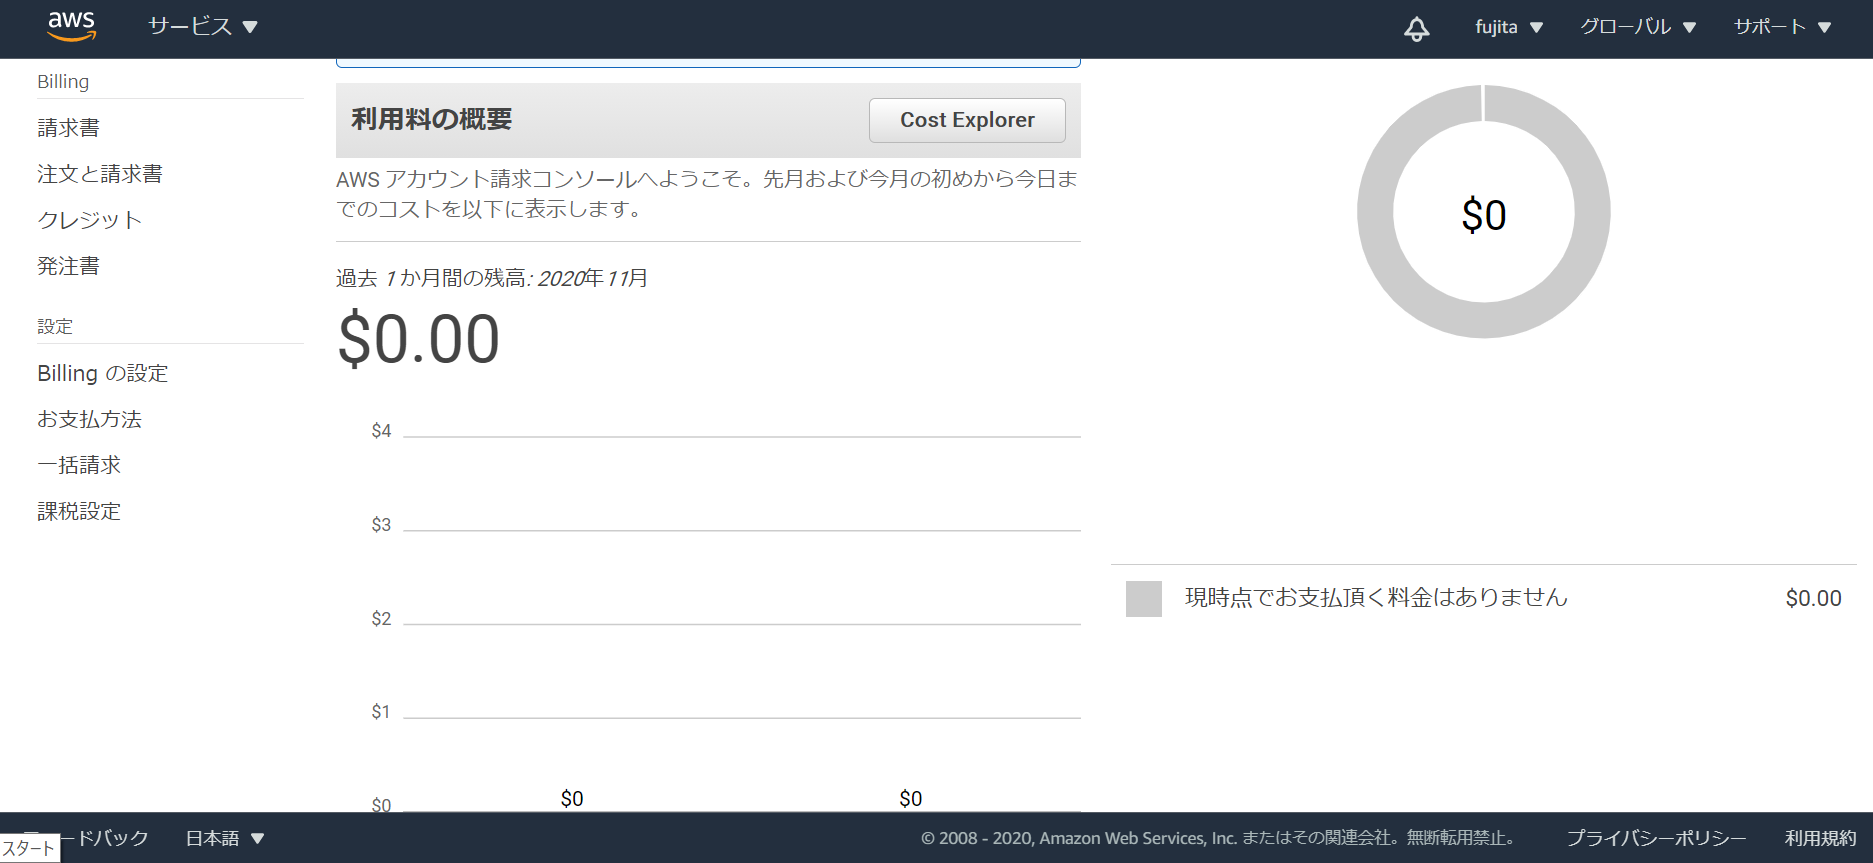 aws
サービス
fujita
グローバル
サポート
Billing
請求書
注文と請求書
クレジット
発注書
設定
Billing の設定
お支払方法
一括請求
課税設定
利用料の概要
Cost Explorer
AWS アカウント請求コンソールへようこそ。先月および今月の初めから今日ま
でのコストを以下に表示します。
過去 1 か月間の残高: 2020年11月
$0.00
$4
$3
$2
$1
$0
$0
$0
$0
現時点でお支払頂く料金はありません
$0.00
ードバック
日本語
© 2008 - 2020, Amazon Web Services, Inc. またはその関連会社。無断転用禁止。
プライバシーポリシー
利用規約
スタート